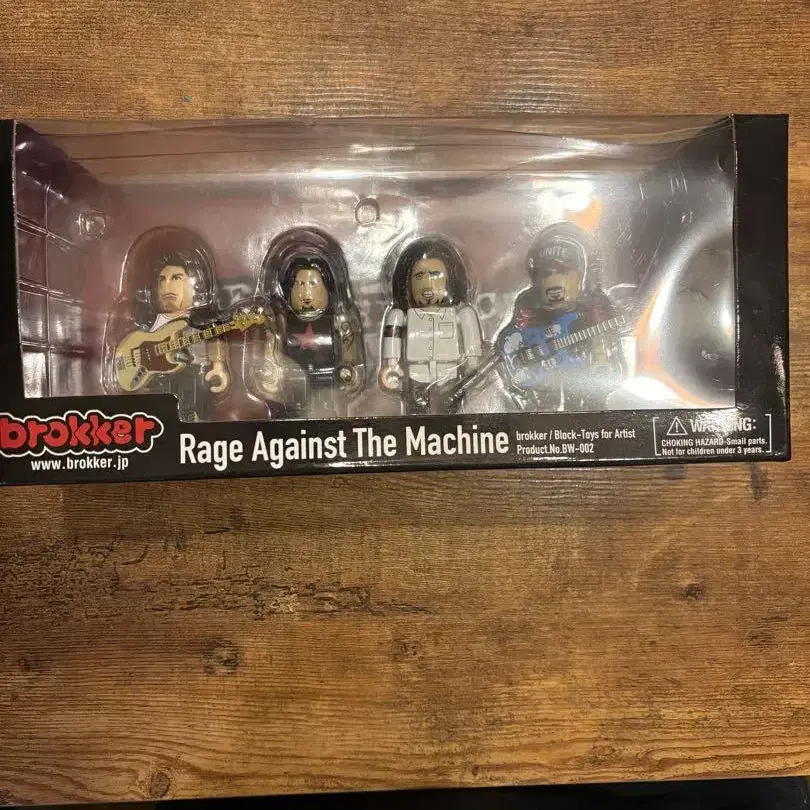 UNITE
brokker
www.brokker.jp
Rage Against The Machine
brokker / Block-Toys for Artist
Product.No.BW-002
WARNING:
CHOKING HAZARD-Small parts.
Not for children under 3 years.